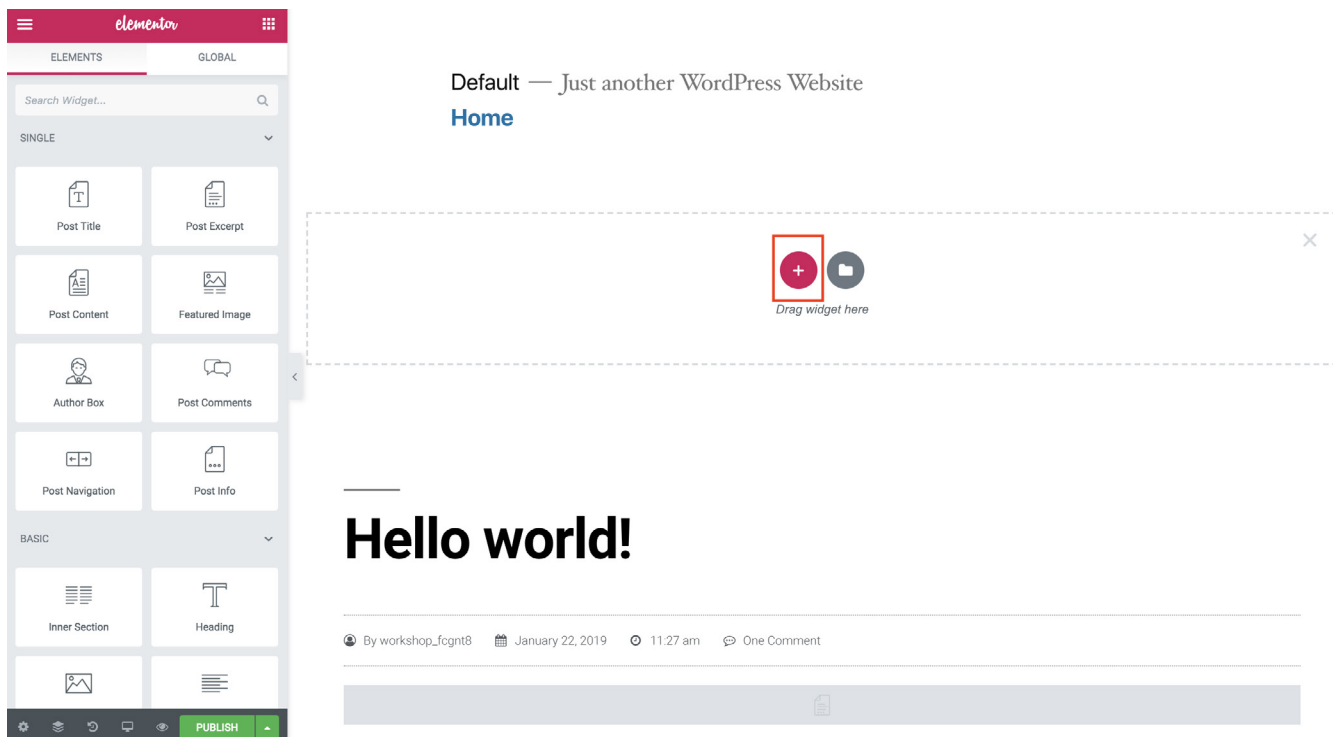 elementor
ELEMENTS GLOBAL
Search Widget...
SINGLE
Post Title Post Excerpt
Post Content Featured Image
Author Box Post Comments
Post Navigation Post Info
BASIC
Inner Section Heading
PUBLISH
Default — Just another WordPress Website
Home
Drag widget here
Hello world!
By workshop_fcgnt8 January 22, 2019 11:27 am One Comment